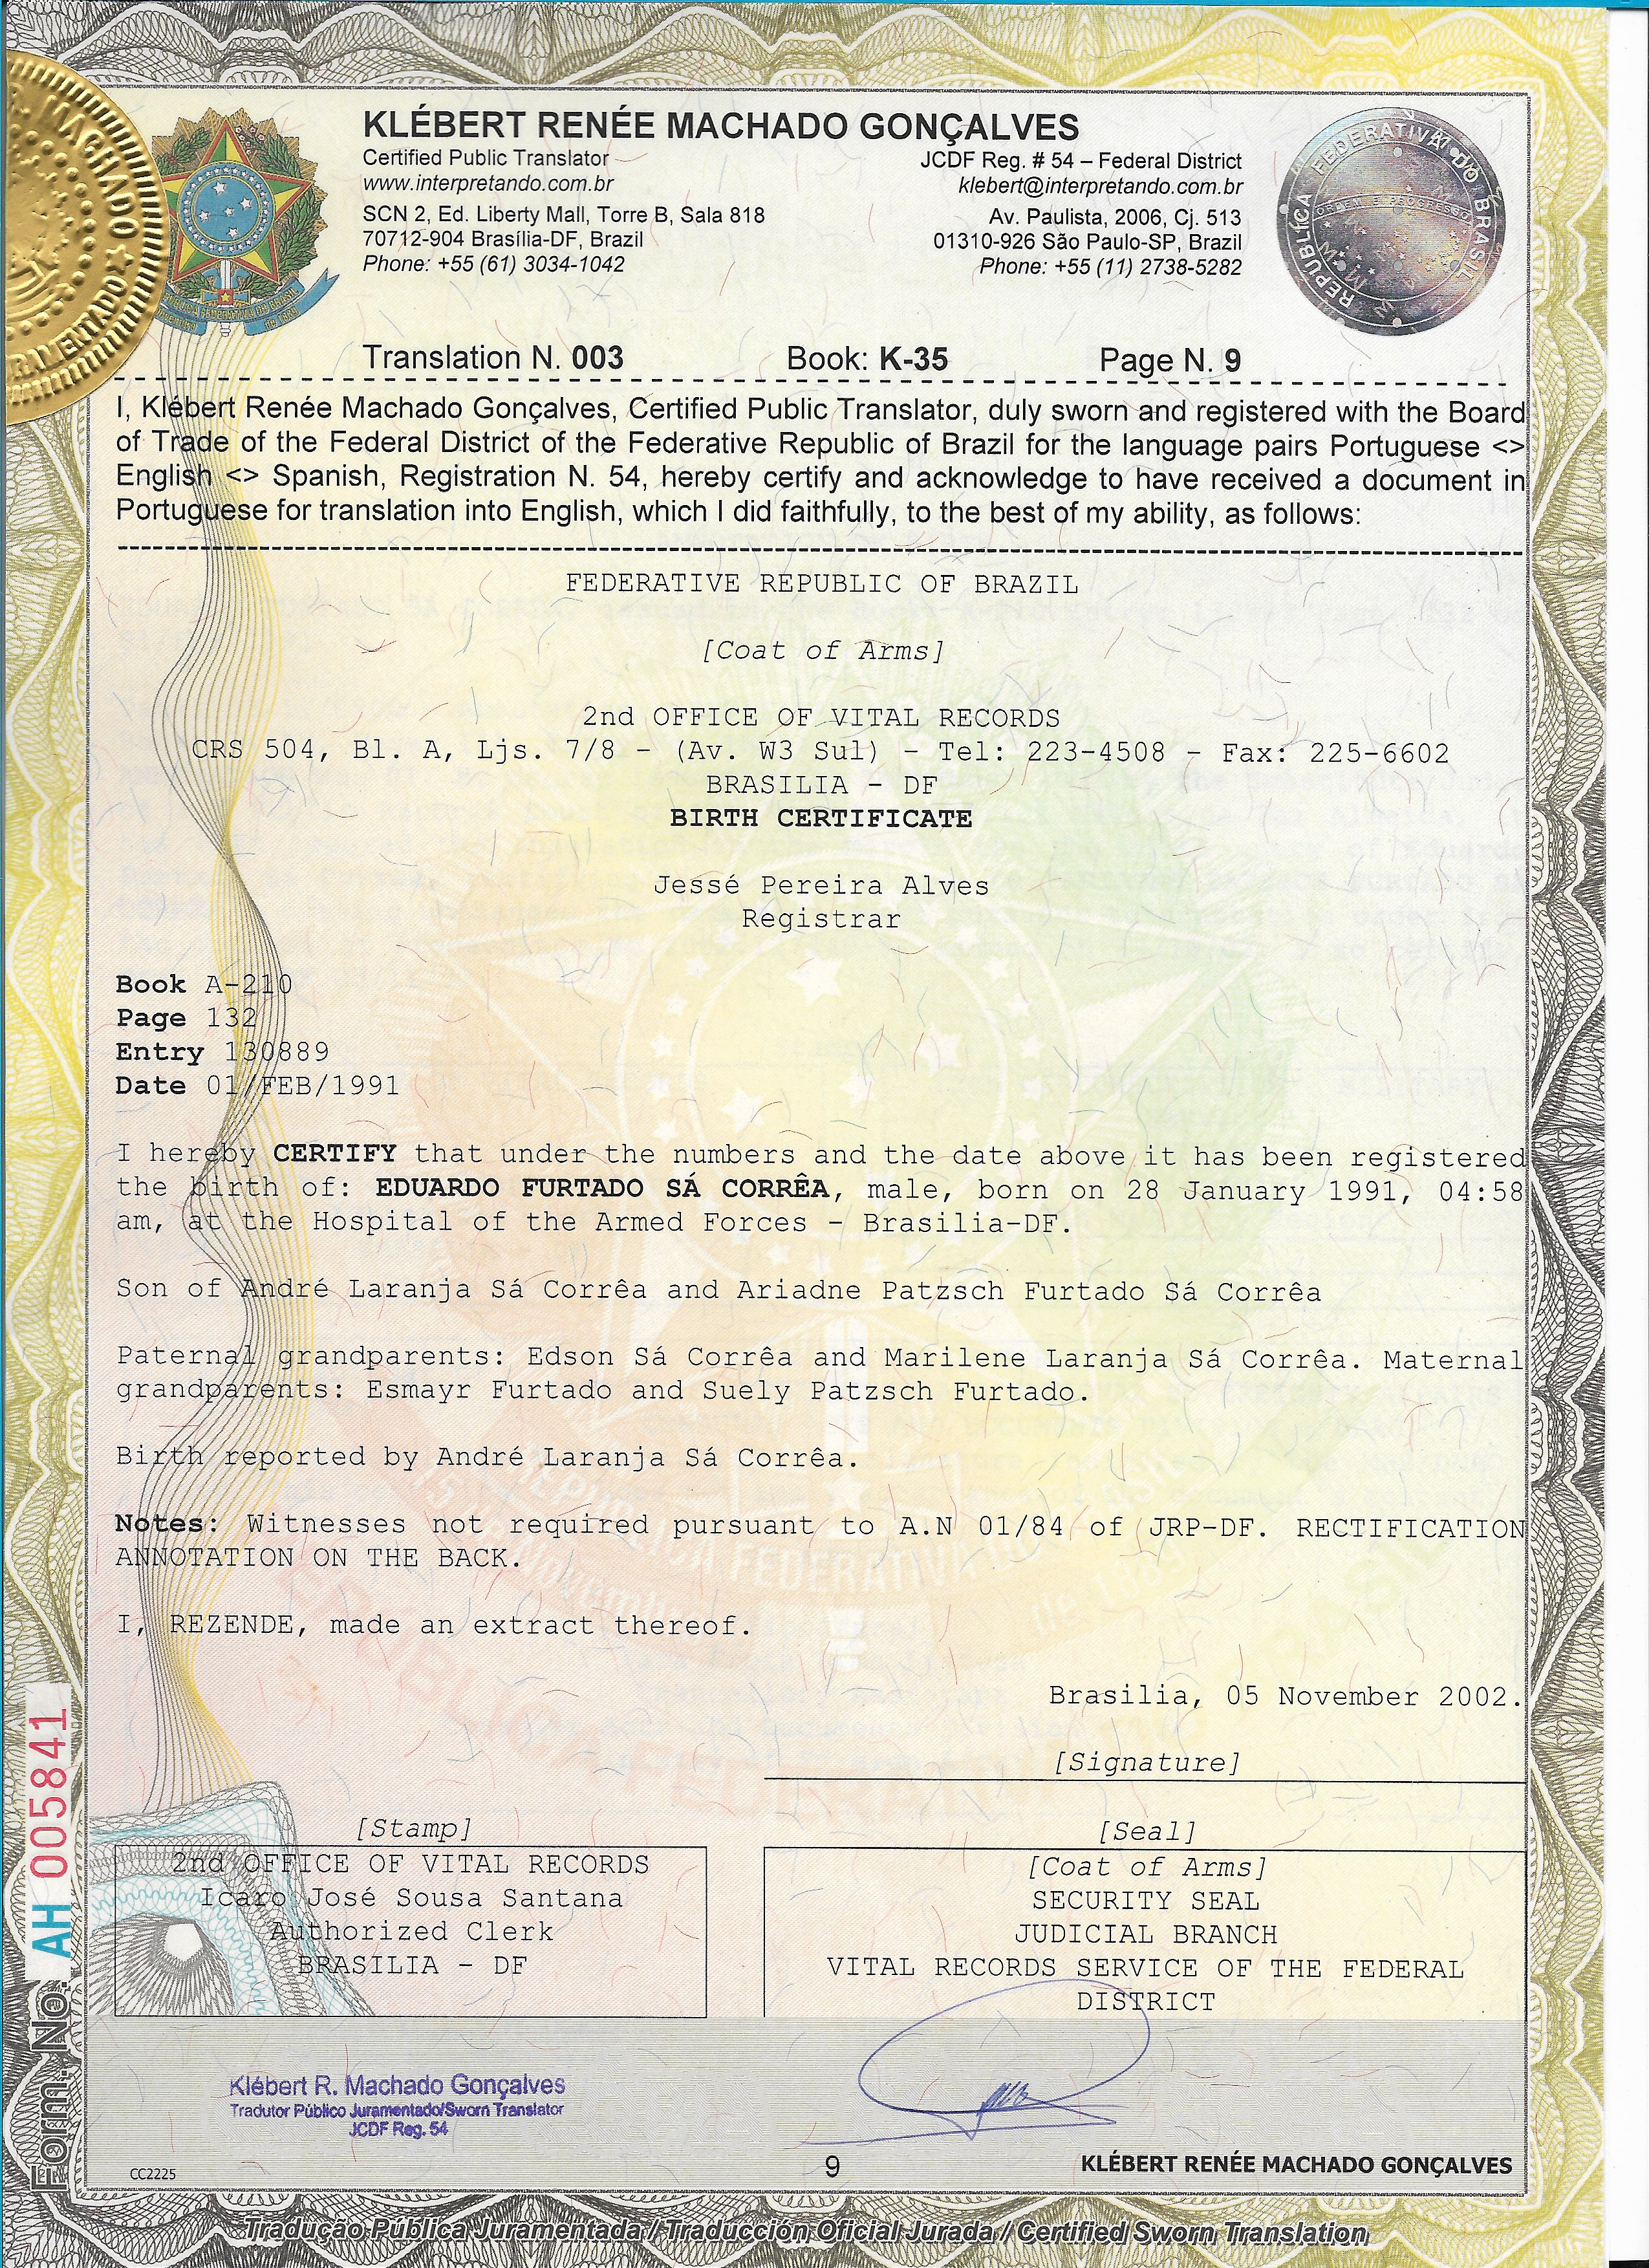 KLÉBERT RENÉE MACHADO GONÇALVES
Certified Public Translator
www.interpretando.com.br
SCN 2, Ed. Liberty Mall, Torre B, Sala 818
70712-904 Brasília-DF, Brazil
Phone: +55 (61) 3034-1042
JCDF Reg. # 54 – Federal District
klebert@interpretando.com.br
Av. Paulista, 2006, Cj. 513
01310-926 São Paulo-SP, Brazil
Phone: +55 (11) 2738-5282
REPÚBLICA FEDERATIVA DO BRASIL
ORDEM E PROGRESSO
MACHADO
Translation N. 003 Book: K-35 Page N. 9
I, Klébert Renée Machado Gonçalves, Certified Public Translator, duly sworn and registered with the Board
of Trade of the Federal District of the Federative Republic of Brazil for the language pairs Portuguese <>
English <> Spanish, Registration N. 54, hereby certify and acknowledge to have received a document in
Portuguese for translation into English, which I did faithfully, to the best of my ability, as follows:
FEDERATIVE REPUBLIC OF BRAZIL
[Coat of Arms]
2nd OFFICE OF VITAL RECORDS
CRS 504, Bl. A, Ljs. 7/8 - (Av. W3 Sul) - Tel: 223-4508 - Fax: 225-6602
BRASILIA - DF
BIRTH CERTIFICATE
Jessé Pereira Alves
Registrar
Book A-210
Page 132
Entry 130889
Date 01/FEB/1991
I hereby CERTIFY that under the numbers and the date above it has been registered
the birth of: EDUARDO FURTADO SÁ CORRÊA, male, born on 28 January 1991, 04:58
am, at the Hospital of the Armed Forces - Brasilia-DF.
Son of André Laranja Sá Corrêa and Ariadne Patzsch Furtado Sá Corrêa
Paternal grandparents: Edson Sá Corrêa and Marilene Laranja Sá Corrêa. Maternal
grandparents: Esmayr Furtado and Suely Patzsch Furtado.
Birth reported by André Laranja Sá Corrêa.
Notes: Witnesses not required pursuant to A.N 01/84 of JRP-DF. RECTIFICATION
ANNOTATION ON THE BACK.
I, REZENDE, made an extract thereof.
Brasilia, 05 November 2002.
[Signature]
[Stamp]
2nd OFFICE OF VITAL RECORDS
Icaro José Sousa Santana
Authorized Clerk
BRASILIA - DF
[Seal]
[Coat of Arms]
SECURITY SEAL
JUDICIAL BRANCH
VITAL RECORDS SERVICE OF THE FEDERAL
DISTRICT
Form. No. AH 005841
Klébert R. Machado Gonçalves
Tradutor Público Juramentado/Sworn Translator
JCDF Reg. 54
CC2225
9
KLÉBERT RENÉE MACHADO GONÇALVES
Tradução Pública Juramentada / Traducción Oficial Jurada / Certified Sworn Translation